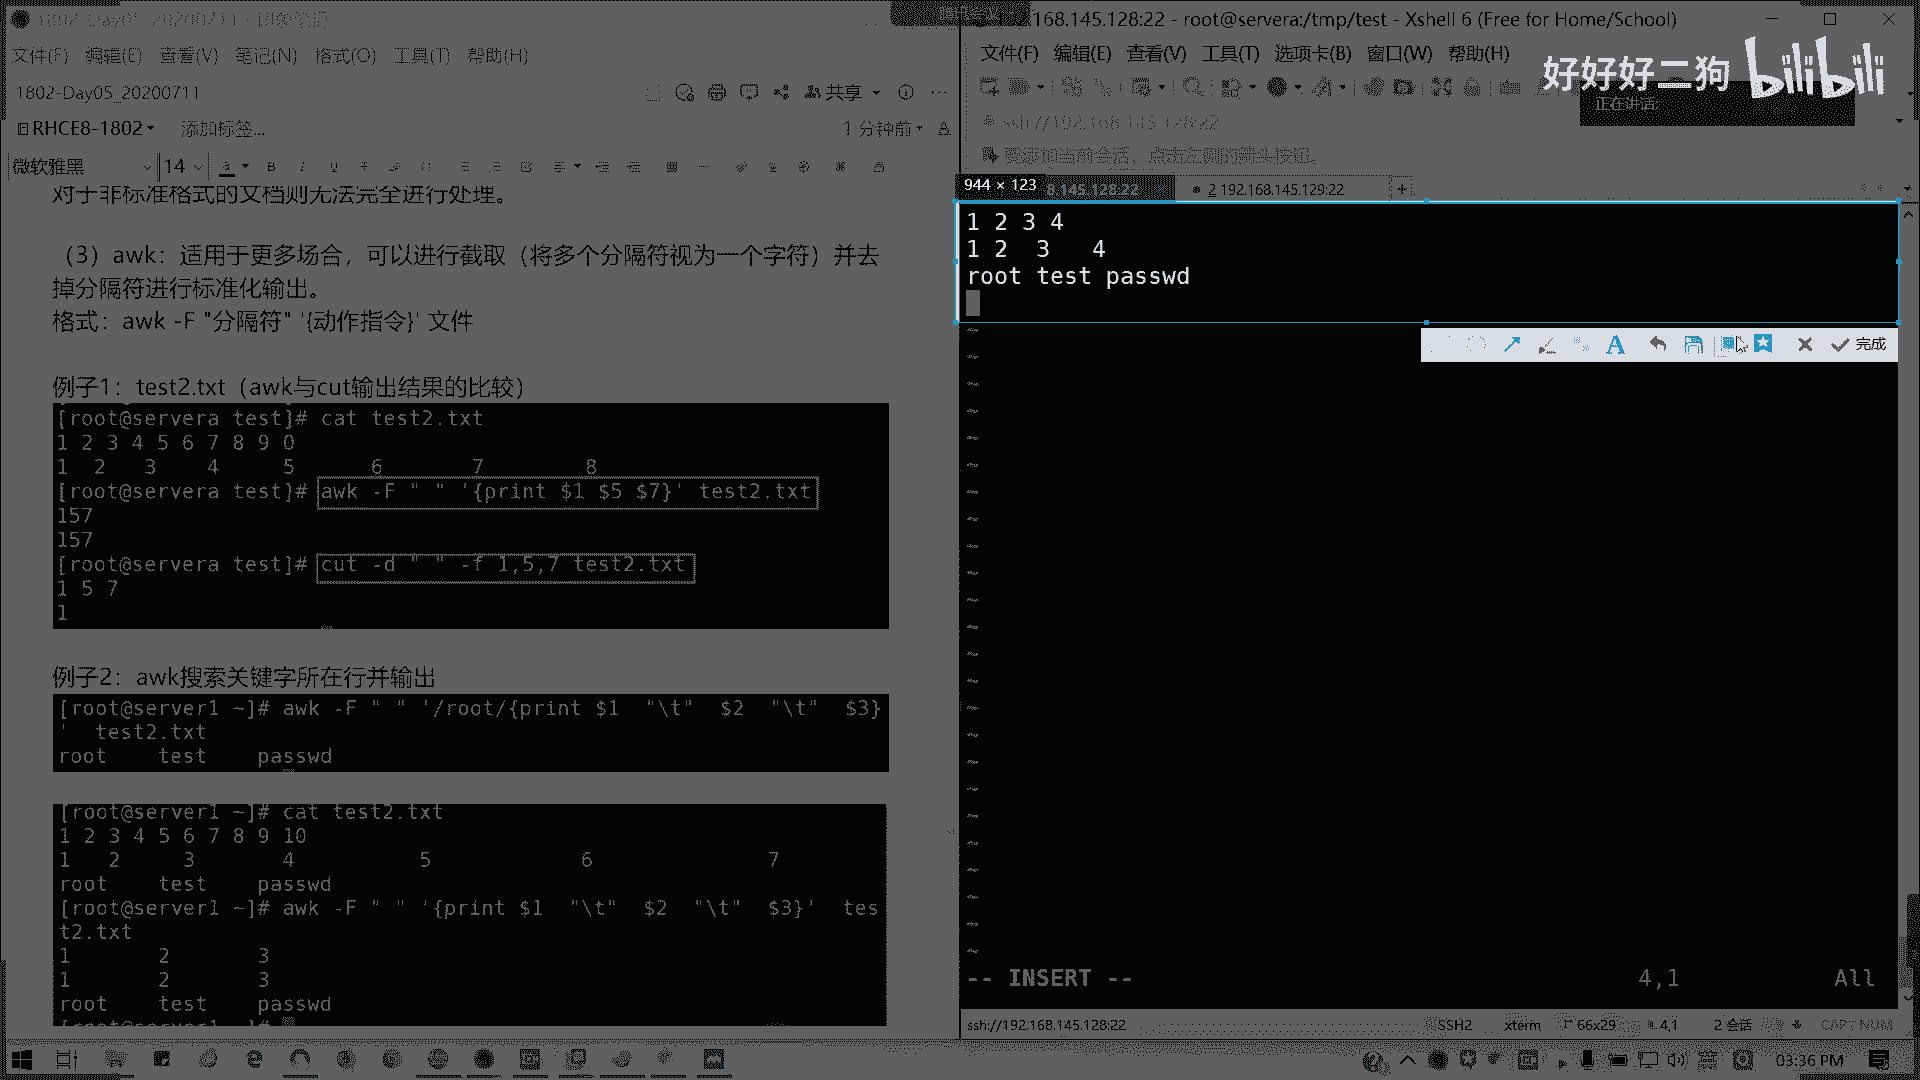 文件(F) 编辑(E) 查看(V) 笔记(N) 格式(O) 工具(T) 帮助(H)
1802-Day05_20200711
共享
RHCE8-1802
添加标签...
1 分钟前
微软雅黑
14
对于非标准格式的文档则无法完全进行处理。
（3）awk：适用于更多场合，可以进行截取（将多个分隔符视为一个字符）并去
掉分隔符进行标准化输出。
格式：awk -F "分隔符" '{动作指令}' 文件
例子1：test2.txt（awk与cut输出结果的比较）
[root@servera test]# cat test2.txt
1 2 3 4 5 6 7 8 9 0
1 2 3 4 5 6 7 8
[root@servera test]# awk -F " " '{print $1 $5 $7}' test2.txt
157
157
[root@servera test]# cut -d " " -f 1,5,7 test2.txt
1 5 7
1
例子2：awk搜索关键字所在行并输出
[root@server1 ~]# awk -F " " '/root/{print $1 "\t" $2 "\t" $3}
' test2.txt
root test passwd
[root@server1 ~]# cat test2.txt
1 2 3 4 5 6 7 8 9 10
1 2 3 4 5 6 7
root test passwd
[root@server1 ~]# awk -F " " '{print $1 "\t" $2 "\t" $3}' tes
t2.txt
1 2 3
1 2 3
root test passwd
192.168.145.128:22 - root@servera:/tmp/test - Xshell 6 (Free for Home/School)
文件(F) 编辑(E) 查看(V) 工具(T) 选项卡(B) 窗口(W) 帮助(H)
好好好二狗 bilibili
正在讲话:
ssh://192.168.145.128:22
要添加当前会话，点击左侧的箭头按钮。
944 × 123
145.128:22
2 192.168.145.129:22
1 2 3 4
1 2 3 4
root test passwd
A
完成
-- INSERT -- 4,1 All
ssh://192.168.145.128:22
SSH2 xterm 66x29 4,1 2 会话 CAP NUM
03:36 PM